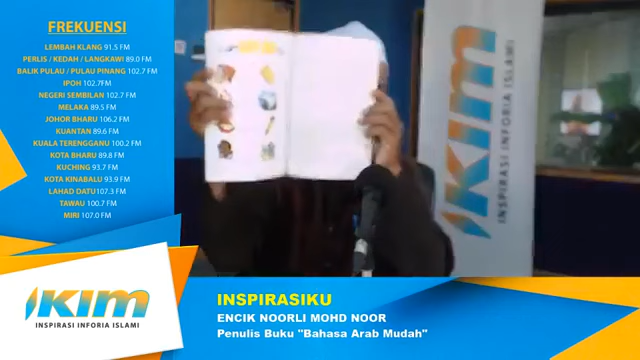 FREKUENSI
LEMBAH KLANG 91.5 FM
PERLIS / KEDAH / LANGKAWI 89.0 FM
BALIK PULAU / PULAU PINANG 102.7 FM
IPOH 102.7FM
NEGERI SEMBILAN 102.7 FM
MELAKA 89.5 FM
JOHOR BHARU 106.2 FM
KUANTAN 89.6 FM
KUALA TERENGGANU 100.2 FM
KOTA BHARU 89.8 FM
KUCHING 93.7 FM
KOTA KINABALU 93.9 FM
LAHAD DATU107.3 FM
TAWAU 100.7 FM
MIRI 107.0 FM
IKIM
INSPIRASI INFORIA ISLAMI
IKIM
INSPIRASI INFORIA ISLAMI
INSPIRASIKU
ENCIK NOORLI MOHD NOOR
Penulis Buku "Bahasa Arab Mudah"